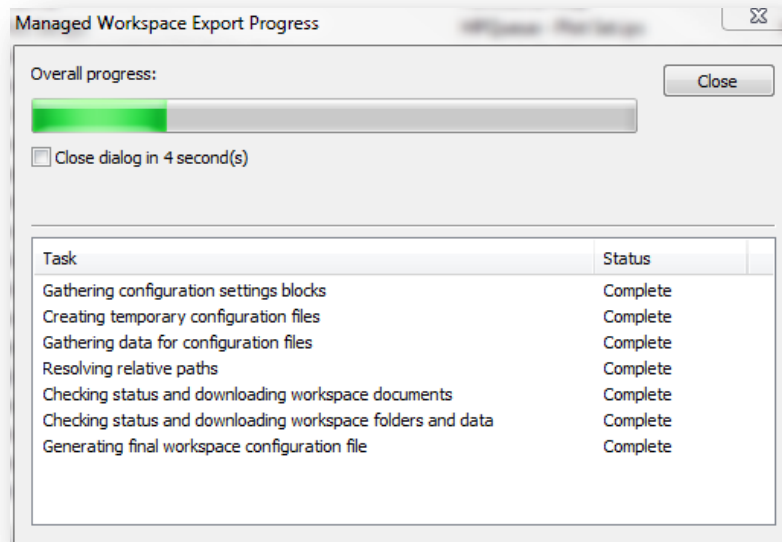 Managed Workspace Export Progress
Overall progress:
Close
Close dialog in 4 second(s)
Task Status
Gathering configuration settings blocks Complete
Creating temporary configuration files Complete
Gathering data for configuration files Complete
Resolving relative paths Complete
Checking status and downloading workspace documents Complete
Checking status and downloading workspace folders and data Complete
Generating final workspace configuration file Complete